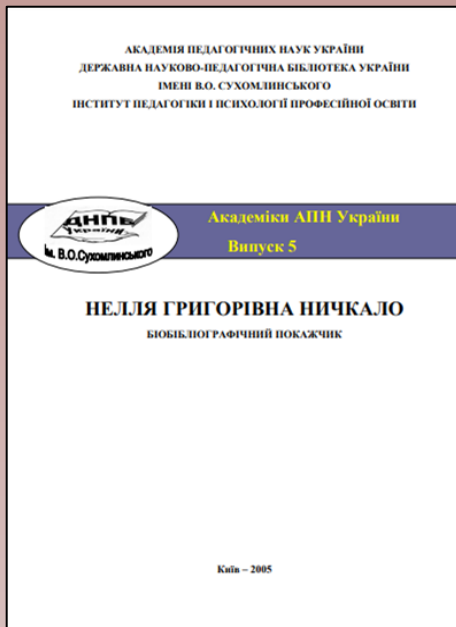 АКАДЕМІЯ ПЕДАГОГІЧНИХ НАУК УКРАЇНИ
ДЕРЖАВНА НАУКОВО-ПЕДАГОГІЧНА БІБЛІОТЕКА УКРАЇНИ
ІМЕНІ В.О. СУХОМЛИНСЬКОГО
ІНСТИТУТ ПЕДАГОГІКИ І ПСИХОЛОГІЇ ПРОФЕСІЙНОЇ ОСВІТИ
ДНПБ
України
ім. В.О.Сухомлинського
Академіки АПН України
Випуск 5
НЕЛЛЯ ГРИГОРІВНА НИЧКАЛО
БІОБІБЛІОГРАФІЧНИЙ ПОКАЖЧИК
Київ – 2005